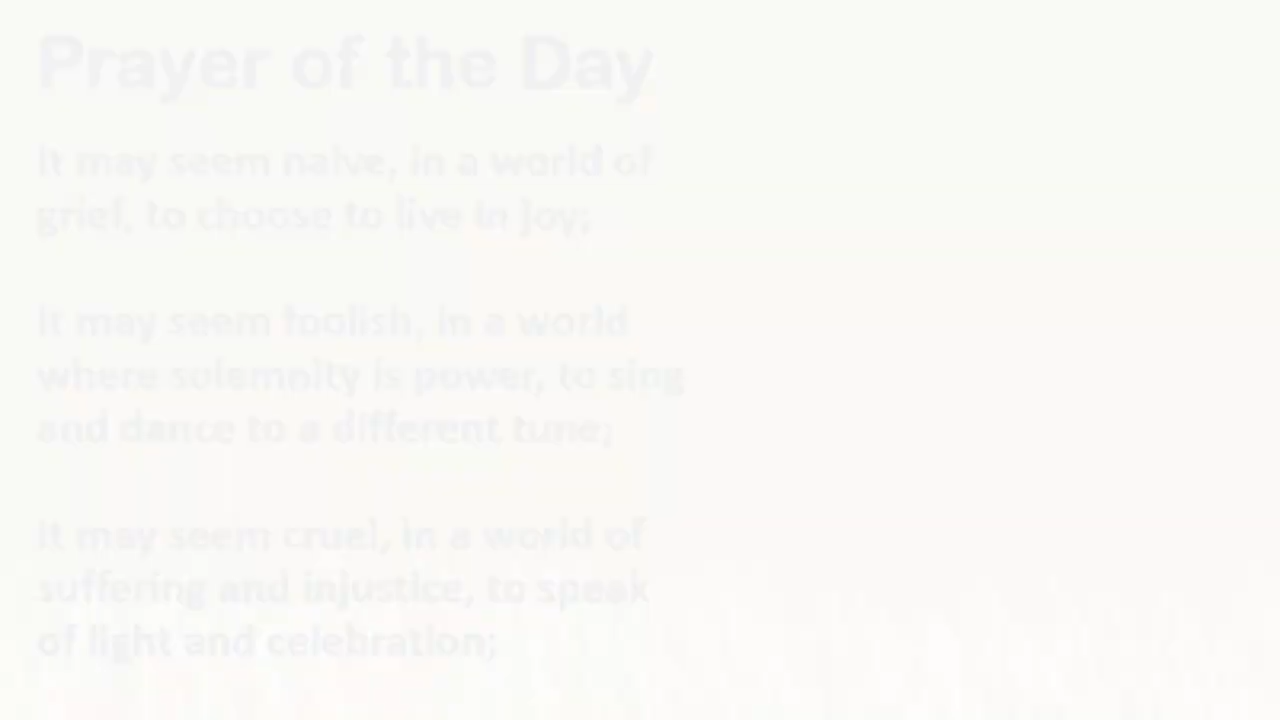 Prayer of the Day
It may seem naive, in a world of
grief, to choose to live in joy;
It may seem foolish, in a world
where solemnity is power, to sing
and dance to a different tune;
It may seem cruel, in a world of
suffering and injustice, to speak
of light and celebration;